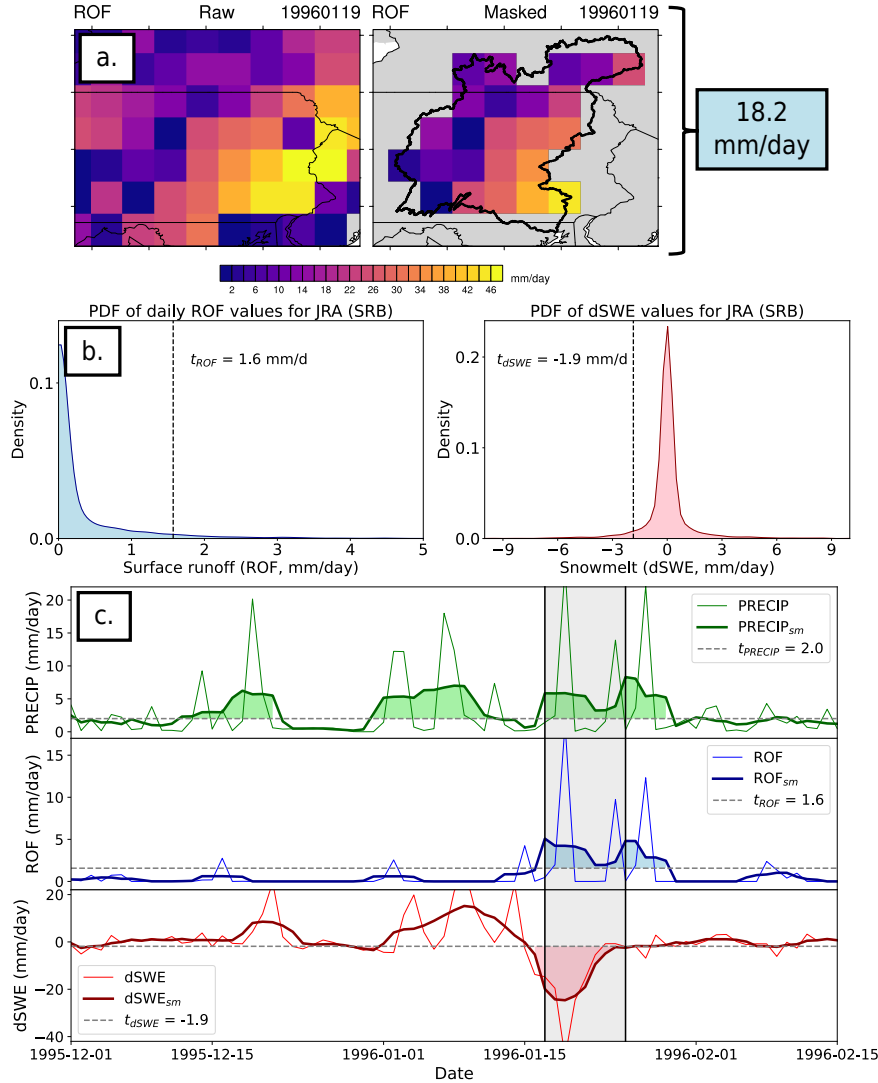 ROF Raw 19960119 ROF Masked 19960119
a.
18.2
mm/day
2 6 10 14 18 22 26 30 34 38 42 46 mm/day
PDF of daily ROF values for JRA (SRB)
b.
t_ROF = 1.6 mm/d
0.1
0.0
Density
0 1 2 3 4 5
Surface runoff (ROF, mm/day)
PDF of dSWE values for JRA (SRB)
t_dSWE = -1.9 mm/d
0.2
0.1
0.0
Density
−9 −6 −3 0 3 6 9
Snowmelt (dSWE, mm/day)
c.
20
15
10
5
0
PRECIP (mm/day)
PRECIP
PRECIP_sm
t_PRECIP = 2.0
15
10
5
0
ROF (mm/day)
ROF
ROF_sm
t_ROF = 1.6
20
0
−20
−40
dSWE (mm/day)
dSWE
dSWE_sm
t_dSWE = -1.9
1995-12-01 1995-12-15 1996-01-01 1996-01-15 1996-02-01 1996-02-15
Date